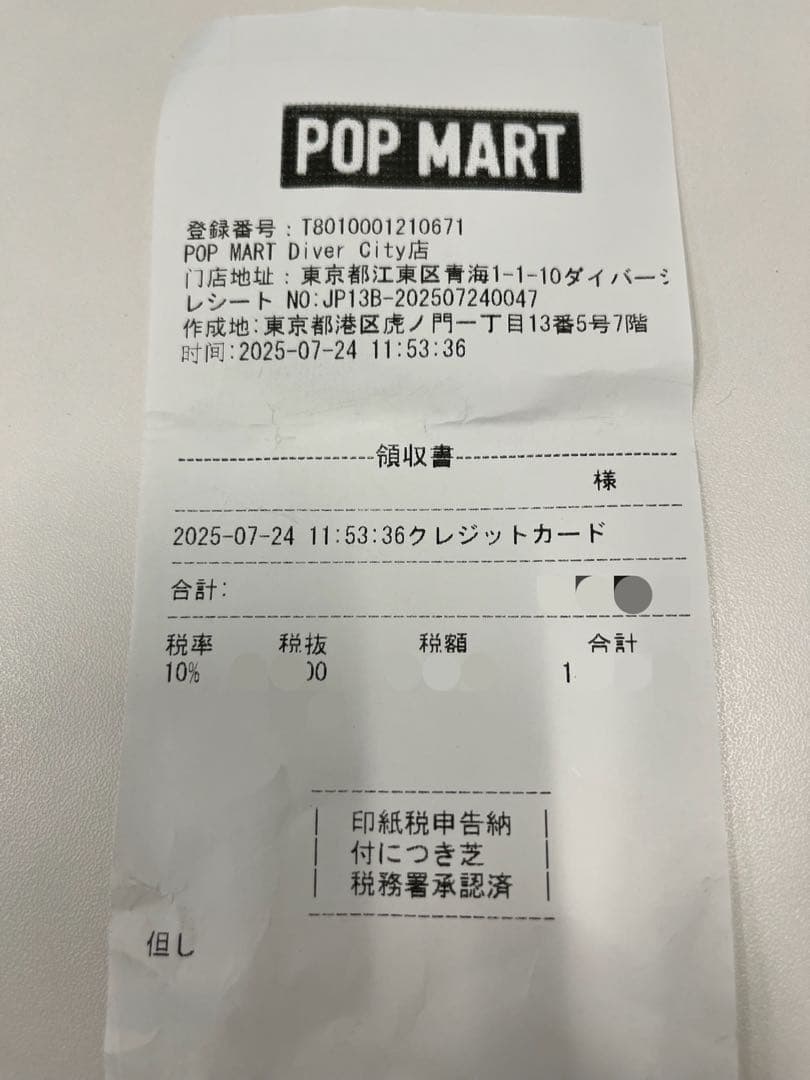 POP MART
登録番号：T8010001210671
POP MART Diver City店
门店地址：東京都江東区青海1-1-10ダイバーシ
レシート NO:JP13B-202507240047
作成地:東京都港区虎ノ門一丁目13番5号7階
时间:2025-07-24 11:53:36
領収書
様
2025-07-24 11:53:36クレジットカード
合計:
税率 税抜 税額 合計
10% 00 1
印紙税申告納
付につき芝
税務署承認済
但し